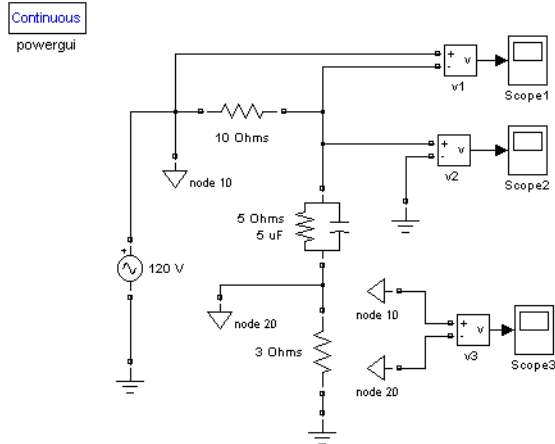 Continuous
powergui
+
-
v
v1
Scope1
10 Ohms
node 10
+
-
v
v2
Scope2
5 Ohms
5 uF
+
120 V
node 20
node 10
+
-
v
v3
Scope3
3 Ohms
node 20